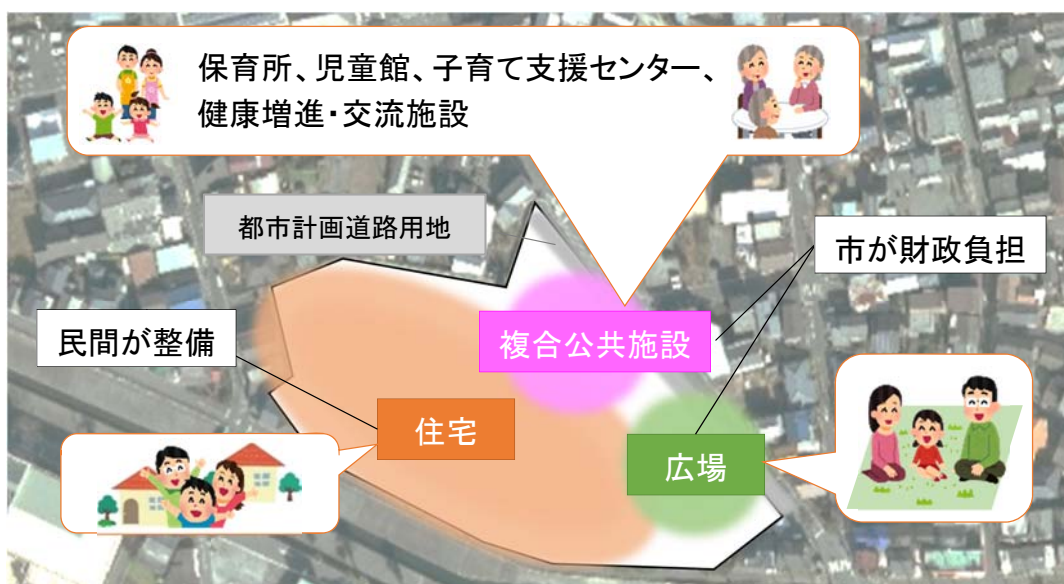 保育所、児童館、子育て支援センター、
健康増進・交流施設
都市計画道路用地
市が財政負担
民間が整備
複合公共施設
住宅
広場